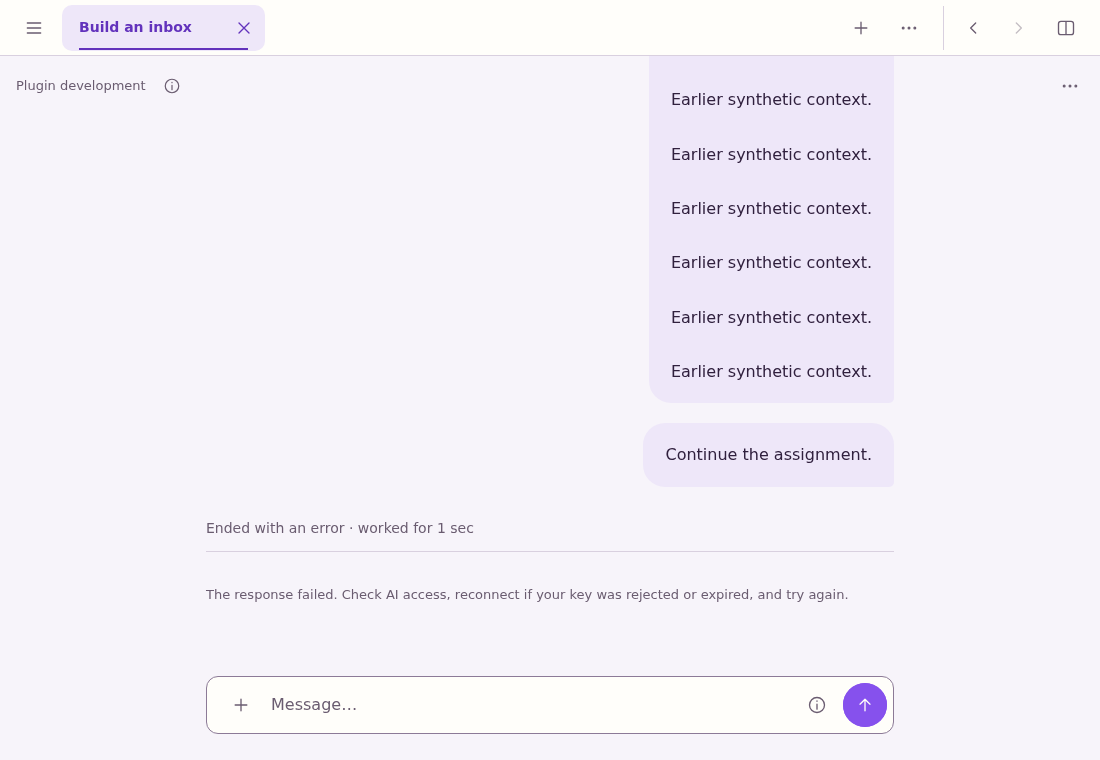 Build an inbox
Plugin development
Earlier synthetic context.
Earlier synthetic context.
Earlier synthetic context.
Earlier synthetic context.
Earlier synthetic context.
Earlier synthetic context.
Continue the assignment.
Ended with an error · worked for 1 sec
The response failed. Check AI access, reconnect if your key was rejected or expired, and try again.
Message…